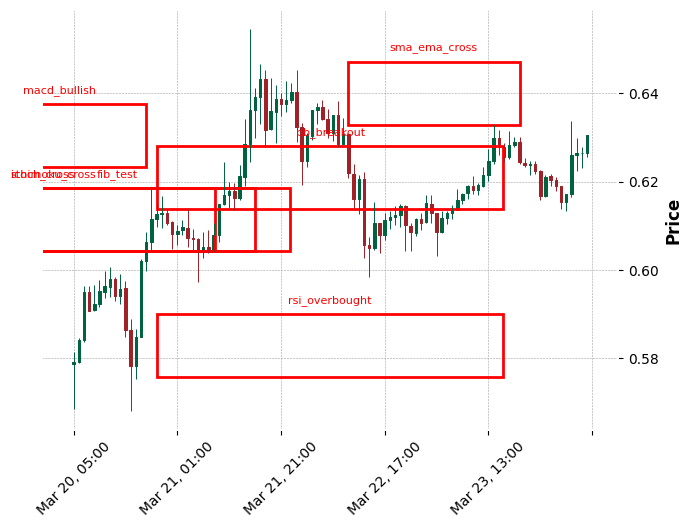 sma_ema_cross
0.64
macd_bullish
bb_breakout
fib_test
0.62
Price
0.60
rsi_overbought
0.58
Mar 20, 05:00
Mar 21, 01:00
Mar 21, 21:00
Mar 22, 17:00
Mar 23, 13:00